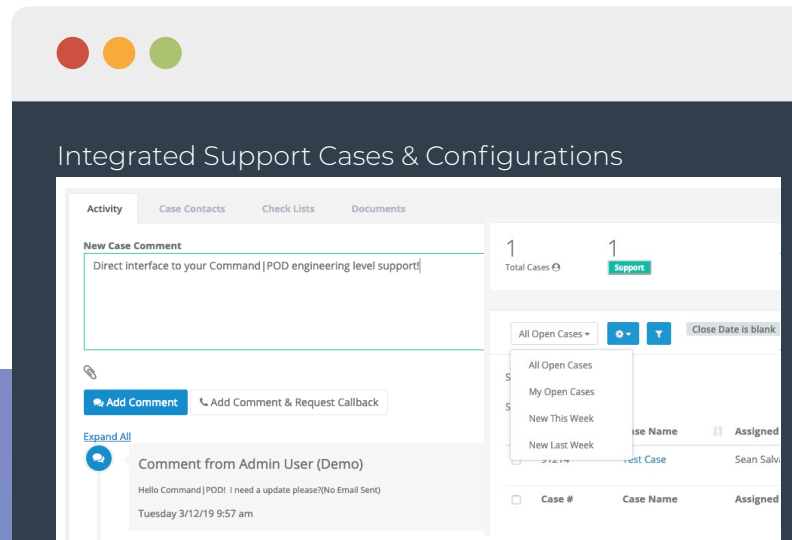 Integrated Support Cases & Configurations
Activity Case Contacts Check Lists Documents
New Case Comment
Direct interface to your Command|POD engineering level support!
Add Comment Add Comment & Request Callback
Expand All
Comment from Admin User (Demo)
Hello Command|POD! I need a update please?(No Email Sent)
Tuesday 3/12/19 9:57 am
1 1
Total Cases Support
All Open Cases Close Date is blank
All Open Cases
My Open Cases
New This Week
New Last Week
Case Name Assigned
91214 Test Case Sean
Case # Case Name Assigned